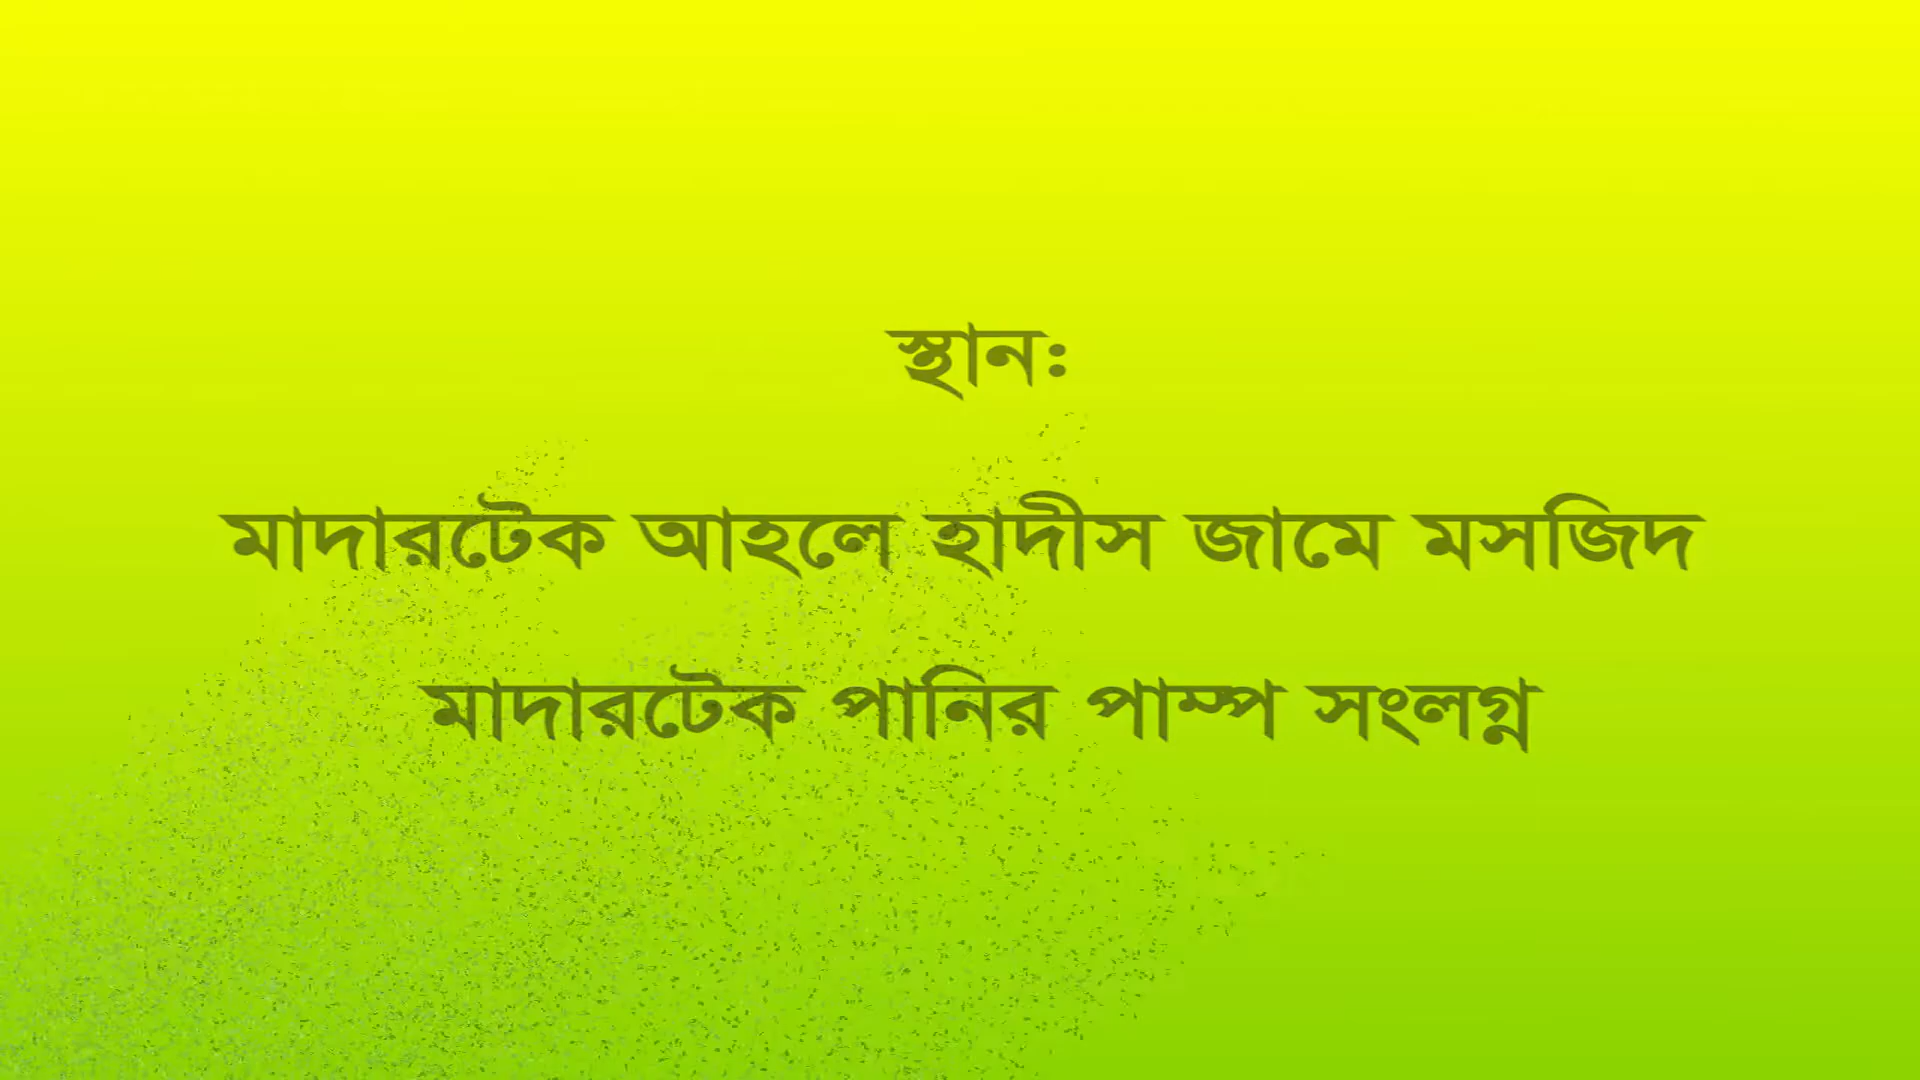 স্থানঃ
মাদারটেক আহলে হাদীস জামে মসজিদ
মাদারটেক পানির পাম্প সংলগ্ন